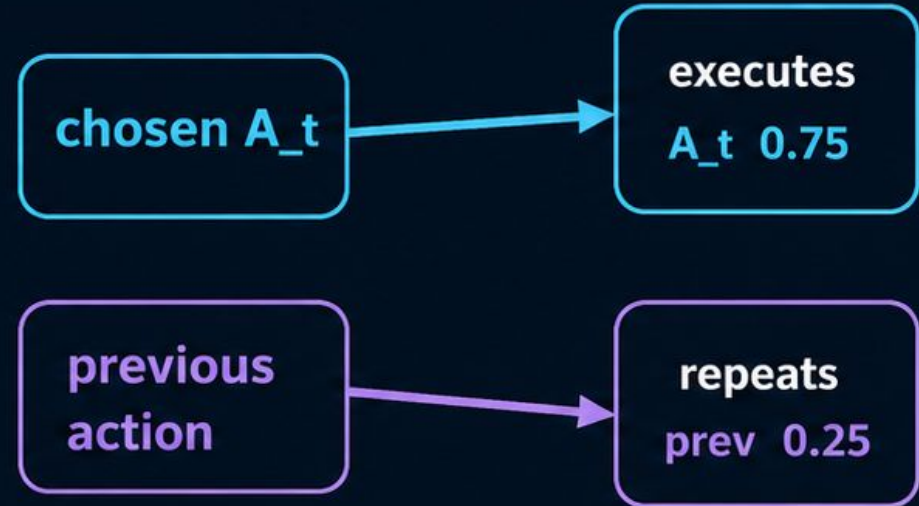 chosen A_t
executes
A_t 0.75
previous
action
repeats
prev 0.25